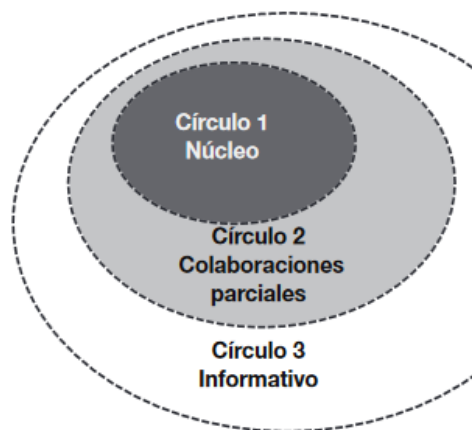 Círculo 1
Núcleo
Círculo 2
Colaboraciones
parciales
Círculo 3
Informativo